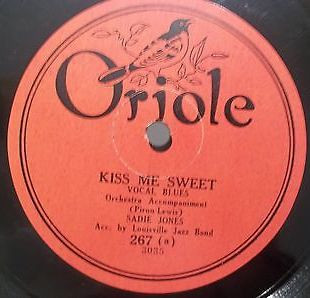 Oriole
KISS ME SWEET
VOCAL BLUES
Orchestra Accompaniment
(Piron-Lewis)
SADIE JONES
Acc. by Louisville Jazz Band
267 (a)
3035